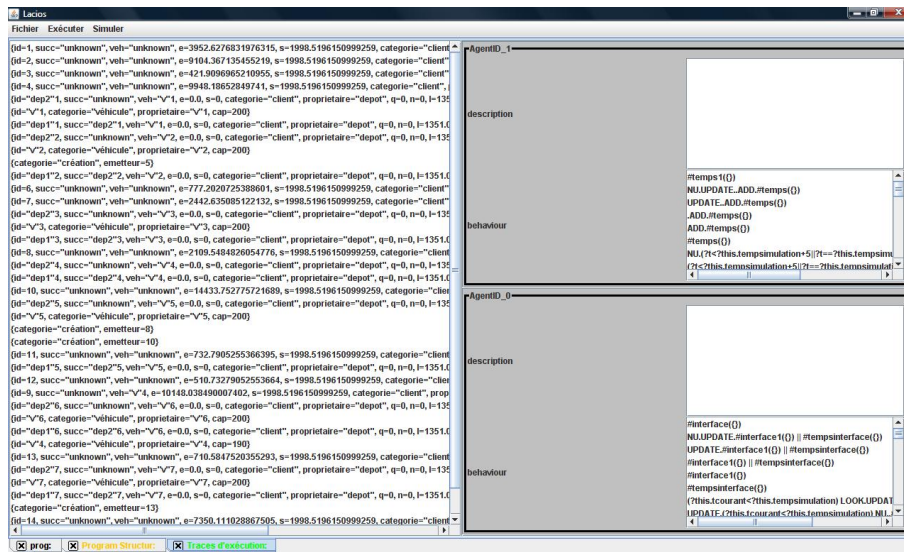 Lacios
Fichier Exécuter Simuler
{id=1, succ="unknown", veh="unknown", e=3952.6276831976315, s=1998.5196150999259, categorie="client
{id=2, succ="unknown", veh="unknown", e=9104.367135455219, s=1998.5196150999259, categorie="client"
{id=3, succ="unknown", veh="unknown", e=421.9096965210955, s=1998.5196150999259, categorie="client"
{id=4, succ="unknown", veh="unknown", e=9948.18652849741, s=1998.5196150999259, categorie="client",
{id="dep2"1, succ="unknown", veh="v"1, e=0.0, s=0, categorie="client", proprietaire="depot", q=0, n=0, l=135
{id="v"1, categorie="véhicule", proprietaire="v"1, cap=200}
{id="dep1"1, succ="dep2"1, veh="v"1, e=0.0, s=0, categorie="client", proprietaire="depot", q=0, n=0, l=1351.0
{id="dep2"2, succ="unknown", veh="v"2, e=0.0, s=0, categorie="client", proprietaire="depot", q=0, n=0, l=135
{id="v"2, categorie="véhicule", proprietaire="v"2, cap=200}
{categorie="création", emetteur=5}
{id="dep1"2, succ="dep2"2, veh="v"2, e=0.0, s=0, categorie="client", proprietaire="depot", q=0, n=0, l=1351.0
{id=6, succ="unknown", veh="unknown", e=777.2020725388601, s=1998.5196150999259, categorie="client"
{id=7, succ="unknown", veh="unknown", e=2442.635085122132, s=1998.5196150999259, categorie="client"
{id="dep2"3, succ="unknown", veh="v"3, e=0.0, s=0, categorie="client", proprietaire="depot", q=0, n=0, l=135
{id="v"3, categorie="véhicule", proprietaire="v"3, cap=200}
{id="dep1"3, succ="dep2"3, veh="v"3, e=0.0, s=0, categorie="client", proprietaire="depot", q=0, n=0, l=1351.0
{id=8, succ="unknown", veh="unknown", e=2109.5484826054776, s=1998.5196150999259, categorie="client
{id="dep2"4, succ="unknown", veh="v"4, e=0.0, s=0, categorie="client", proprietaire="depot", q=0, n=0, l=135
{id="dep1"4, succ="dep2"4, veh="v"4, e=0.0, s=0, categorie="client", proprietaire="depot", q=0, n=0, l=1351.0
{id=10, succ="unknown", veh="unknown", e=14433.752775721689, s=1998.5196150999259, categorie="client
{id="dep2"5, succ="unknown", veh="v"5, e=0.0, s=0, categorie="client", proprietaire="depot", q=0, n=0, l=135
{id="v"5, categorie="véhicule", proprietaire="v"5, cap=200}
{categorie="création", emetteur=8}
{categorie="création", emetteur=10}
{id=11, succ="unknown", veh="unknown", e=732.7905255366395, s=1998.5196150999259, categorie="client
{id="dep1"5, succ="dep2"5, veh="v"5, e=0.0, s=0, categorie="client", proprietaire="depot", q=0, n=0, l=1351.0
{id=12, succ="unknown", veh="unknown", e=510.73279052553664, s=1998.5196150999259, categorie="clier
{id=9, succ="unknown", veh="v"4, e=10148.038490007402, s=1998.5196150999259, categorie="client", prop
{id="dep2"6, succ="unknown", veh="v"6, e=0.0, s=0, categorie="client", proprietaire="depot", q=0, n=0, l=135
{id="v"6, categorie="véhicule", proprietaire="v"6, cap=200}
{id="dep1"6, succ="dep2"6, veh="v"6, e=0.0, s=0, categorie="client", proprietaire="depot", q=0, n=0, l=1351.0
{id="v"4, categorie="véhicule", proprietaire="v"4, cap=190}
{id=13, succ="unknown", veh="unknown", e=710.5847520355293, s=1998.5196150999259, categorie="client
{id="dep2"7, succ="unknown", veh="v"7, e=0.0, s=0, categorie="client", proprietaire="depot", q=0, n=0, l=135
{id="v"7, categorie="véhicule", proprietaire="v"7, cap=200}
{id="dep1"7, succ="dep2"7, veh="v"7, e=0.0, s=0, categorie="client", proprietaire="depot", q=0, n=0, l=1351.0
{categorie="création", emetteur=13}
{id=14, succ="unknown", veh="unknown", e=7350.111028867505, s=1998.5196150999259, categorie="client
AgentID_1
description
behaviour
#temps1({})
NU.UPDATE..ADD.#temps({})
UPDATE..ADD.#temps({})
.ADD.#temps({})
ADD.#temps({})
#temps({})
NU.(?t<?this.tempsimulation+5||?t==?this.tempsimu
(?t<?this.tempsimulation+5||?t==?this.tempsimulat
AgentID_0
description
behaviour
#interface({})
NU.UPDATE.#interface1({}) || #tempsinterface({})
UPDATE.#interface1({}) || #tempsinterface({})
#interface1({}) || #tempsinterface({})
#interface1({})
#tempsinterface({})
(?this.tcourant<?this.tempsimulation) LOOK.UPDAT
UPDATE.(?this.tcourant<?this.tempsimulation) NU.
prog: Program Structor: Traces d'exécution: